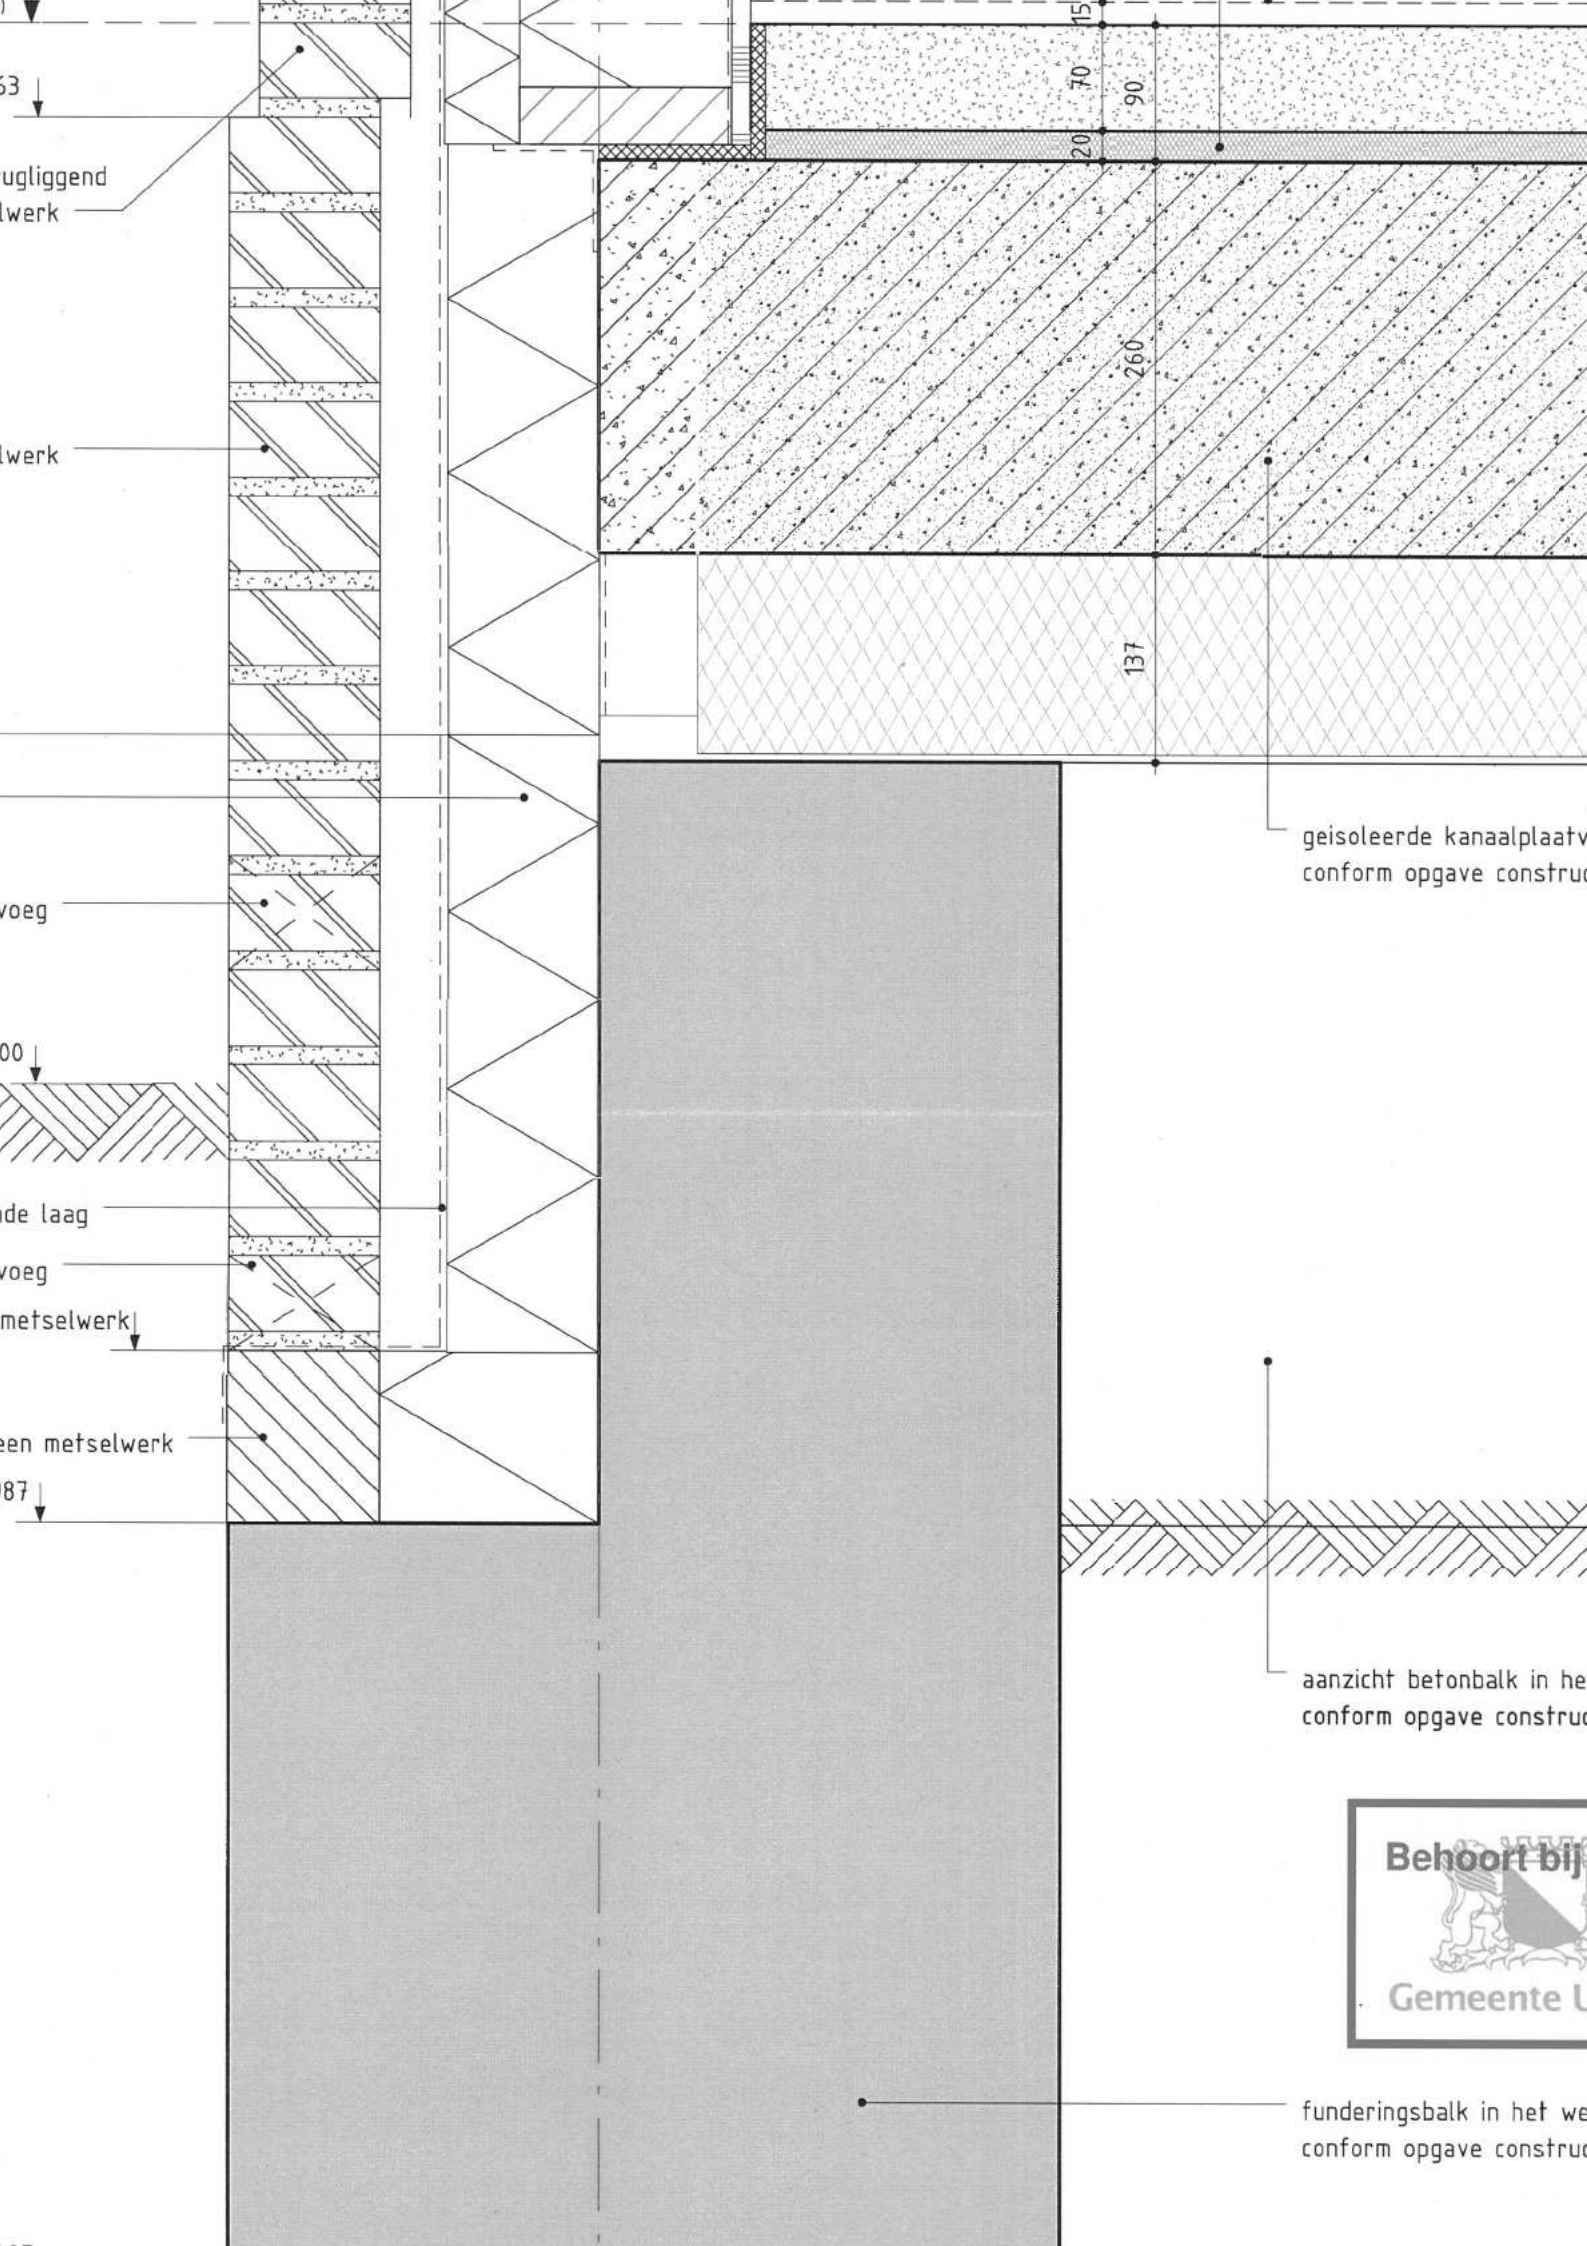 63
15
70
90
20
ugliggend
lwerk
260
lwerk
137
geisoleerde kanaalplaatv
conform opgave construc
voeg
00
de laag
voeg
metselwerk
een metselwerk
987
aanzicht betonbalk in he
conform opgave construc
Behoort bij
Gemeente U
funderingsbalk in het we
conform opgave construc